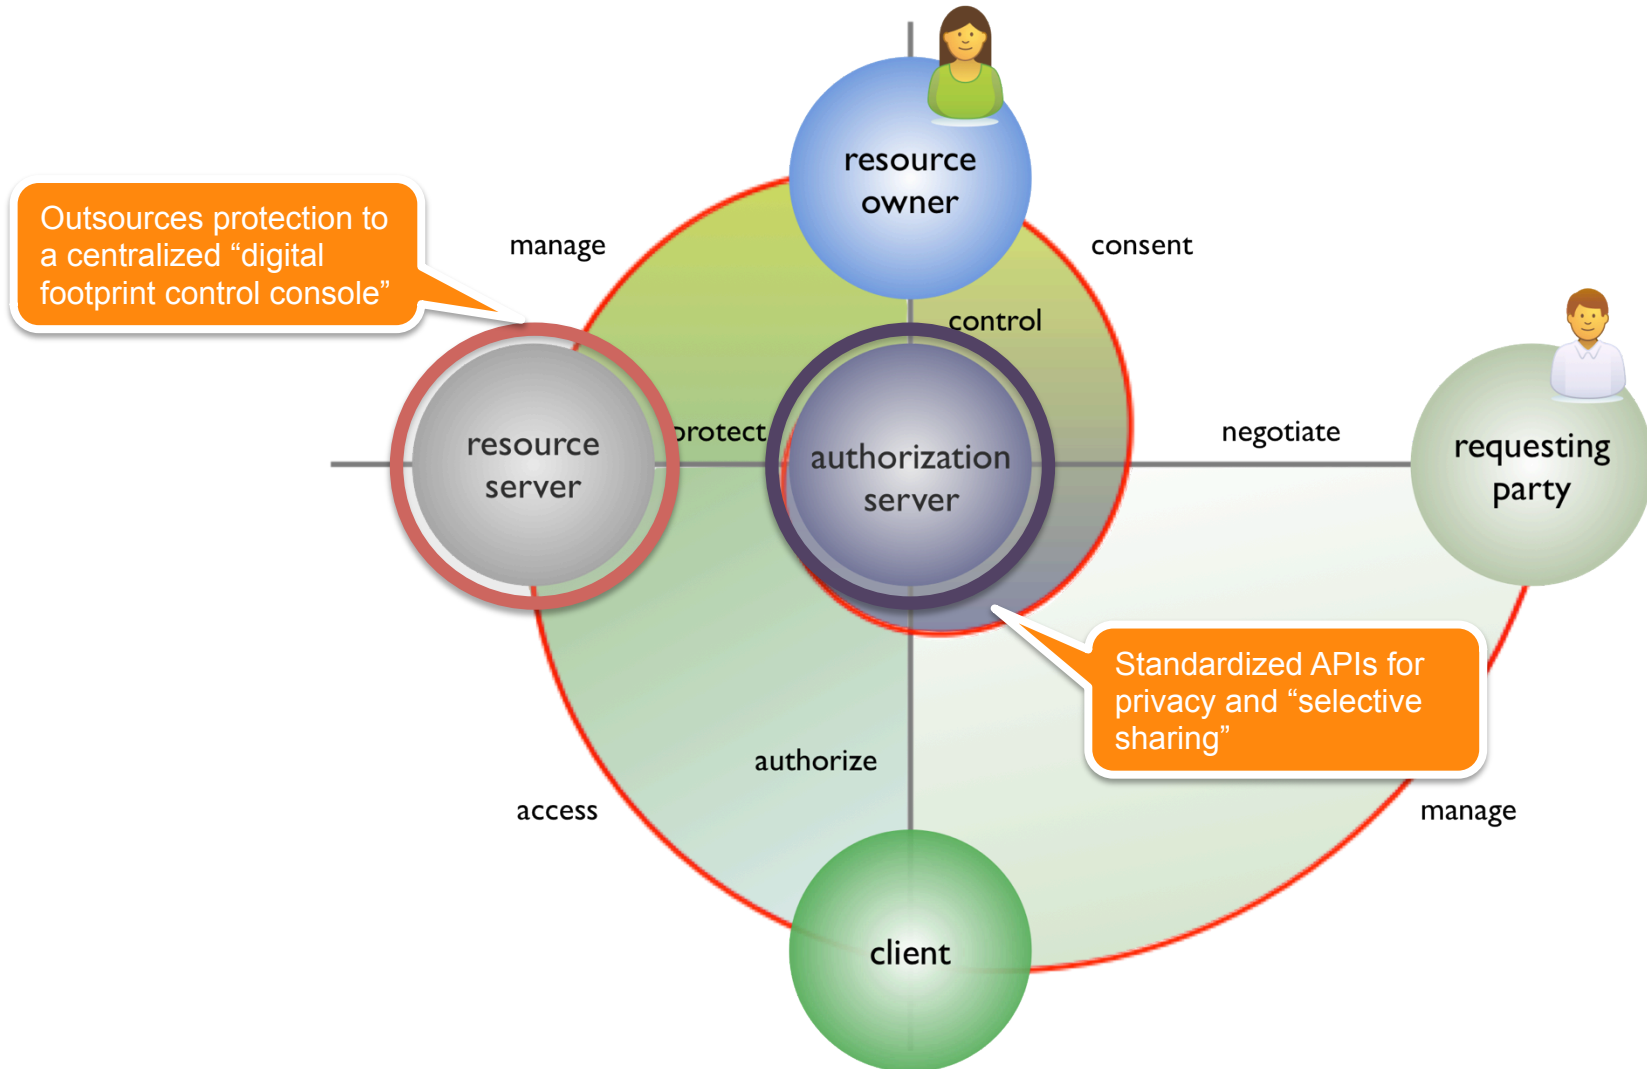 resource
owner
Outsources protection to
a centralized “digital
footprint control console”
manage
consent
control
resource
server
protect
authorization
server
negotiate
requesting
party
Standardized APIs for
privacy and “selective
sharing”
authorize
access
manage
client